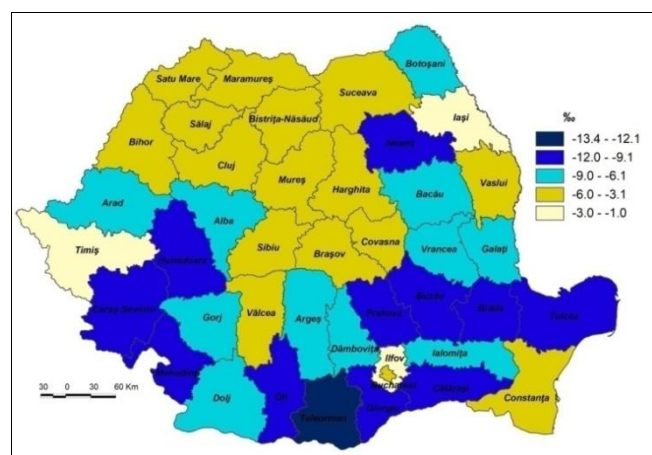 Botoşani
Satu Mare
Maramureş
Suceava
Iaşi
Sălaj
Bistriţa-Năsăud
Neamţ
Bihor
Cluj
Mureş
Harghita
Bacău
Vaslui
Arad
Alba
Timiş
Hunedoara
Sibiu
Braşov
Covasna
Vrancea
Galaţi
Caraş-Severin
Gorj
Vâlcea
Argeş
Prahova
Buzău
Brăila
Tulcea
Dâmboviţa
Ilfov
Ialomiţa
Mehedinţi
Bucharest
Călăraşi
Constanţa
Dolj
Olt
Teleorman
Giurgiu
‰
-13.4 - -12.1
-12.0 - -9.1
-9.0 - -6.1
-6.0 - -3.1
-3.0 - -1.0
30 0 30 60 Km